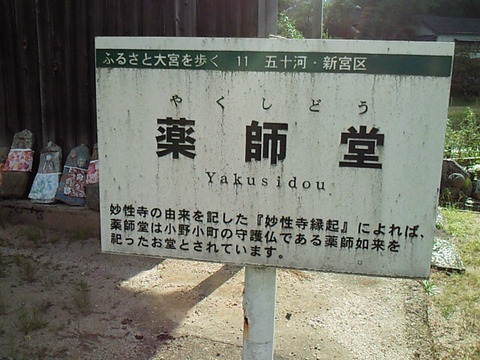 ふるさと大宮を歩く 11 五十河・新宮区
やくしどう
薬師堂
Yakusidou
妙性寺の由来を記した『妙性寺縁起』によれば、
薬師堂は小野小町の守護仏である薬師如来を
祀ったお堂とされています。